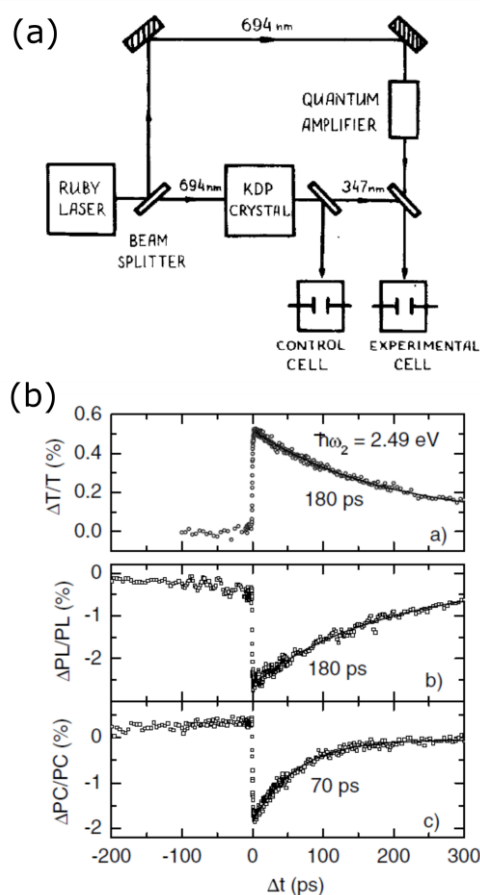 (a)
694nm
QUANTUM
AMPLIFIER
RUBY
LASER
694nm
KDP
CRYSTAL
347nm
BEAM
SPLITTER
CONTROL
CELL
EXPERIMENTAL
CELL
(b)
0.6
0.4
0.2
0.0
ΔT/T (%)
ħω₂ = 2.49 eV
180 ps
a)
0
-1
-2
ΔPL/PL (%)
180 ps
b)
0
-1
-2
ΔPC/PC (%)
70 ps
c)
-200 -100 0 100 200 300
Δt (ps)